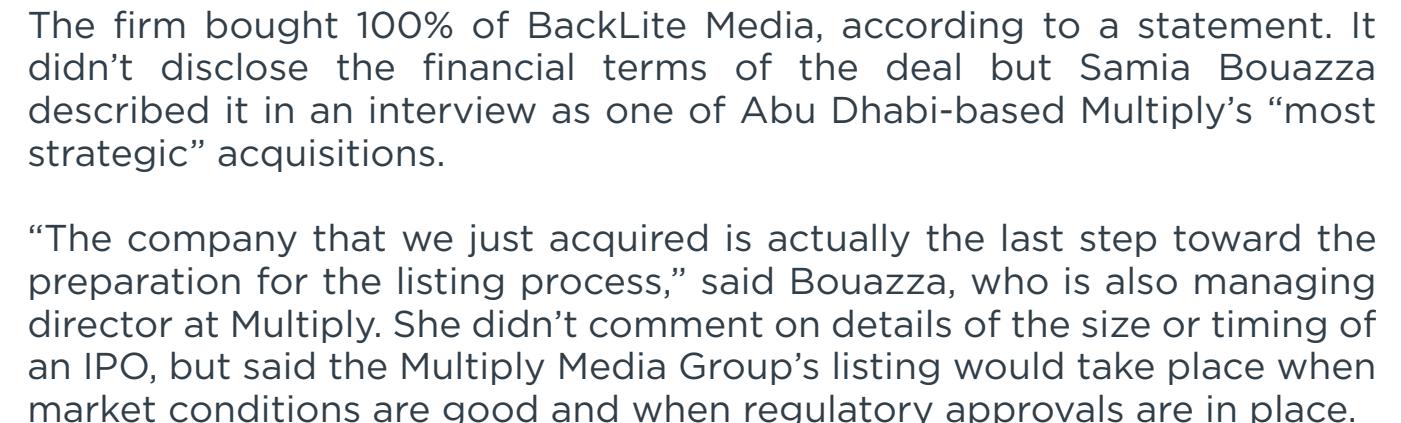 The firm bought 100% of BackLite Media, according to a statement. It
didn’t disclose the financial terms of the deal but Samia Bouazza
described it in an interview as one of Abu Dhabi-based Multiply’s “most
strategic” acquisitions.
“The company that we just acquired is actually the last step toward the
preparation for the listing process,” said Bouazza, who is also managing
director at Multiply. She didn’t comment on details of the size or timing of
an IPO, but said the Multiply Media Group’s listing would take place when
market conditions are good and when regulatory approvals are in place.